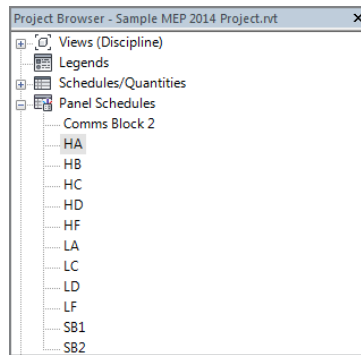 Project Browser - Sample MEP 2014 Project.rvt
Views (Discipline)
Legends
Schedules/Quantities
Panel Schedules
Comms Block 2
HA
HB
HC
HD
HF
LA
LC
LD
LF
SB1
SB2